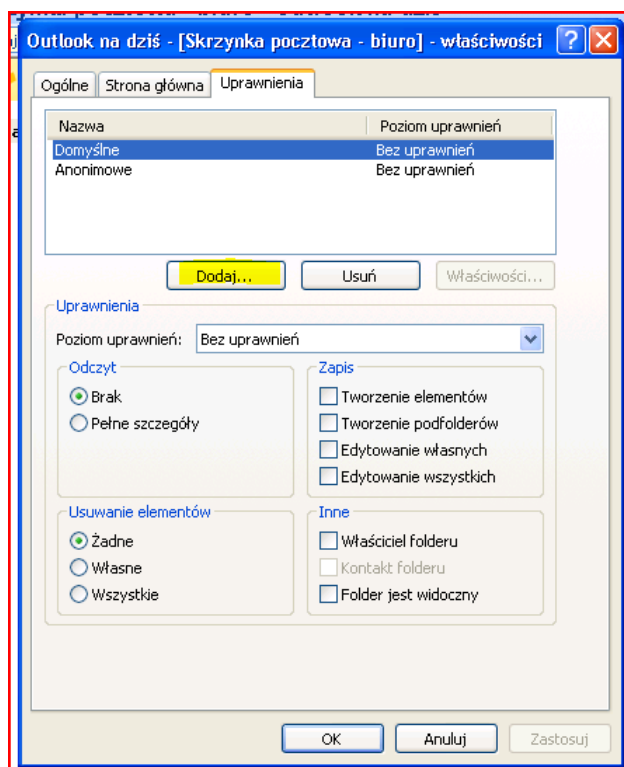 Outlook na dziś - [Skrzynka pocztowa - biuro] - właściwości
Ogólne Strona główna Uprawnienia
Nazwa Poziom uprawnień
Domyślne Bez uprawnień
Anonimowe Bez uprawnień
Dodaj... Usuń Właściwości...
Uprawnienia
Poziom uprawnień: Bez uprawnień
Odczyt Zapis
Brak Tworzenie elementów
Pełne szczegóły Tworzenie podfolderów
Edytowanie własnych
Edytowanie wszystkich
Usuwanie elementów Inne
Żadne Właściciel folderu
Własne Kontakt folderu
Wszystkie Folder jest widoczny
OK Anuluj Zastosuj